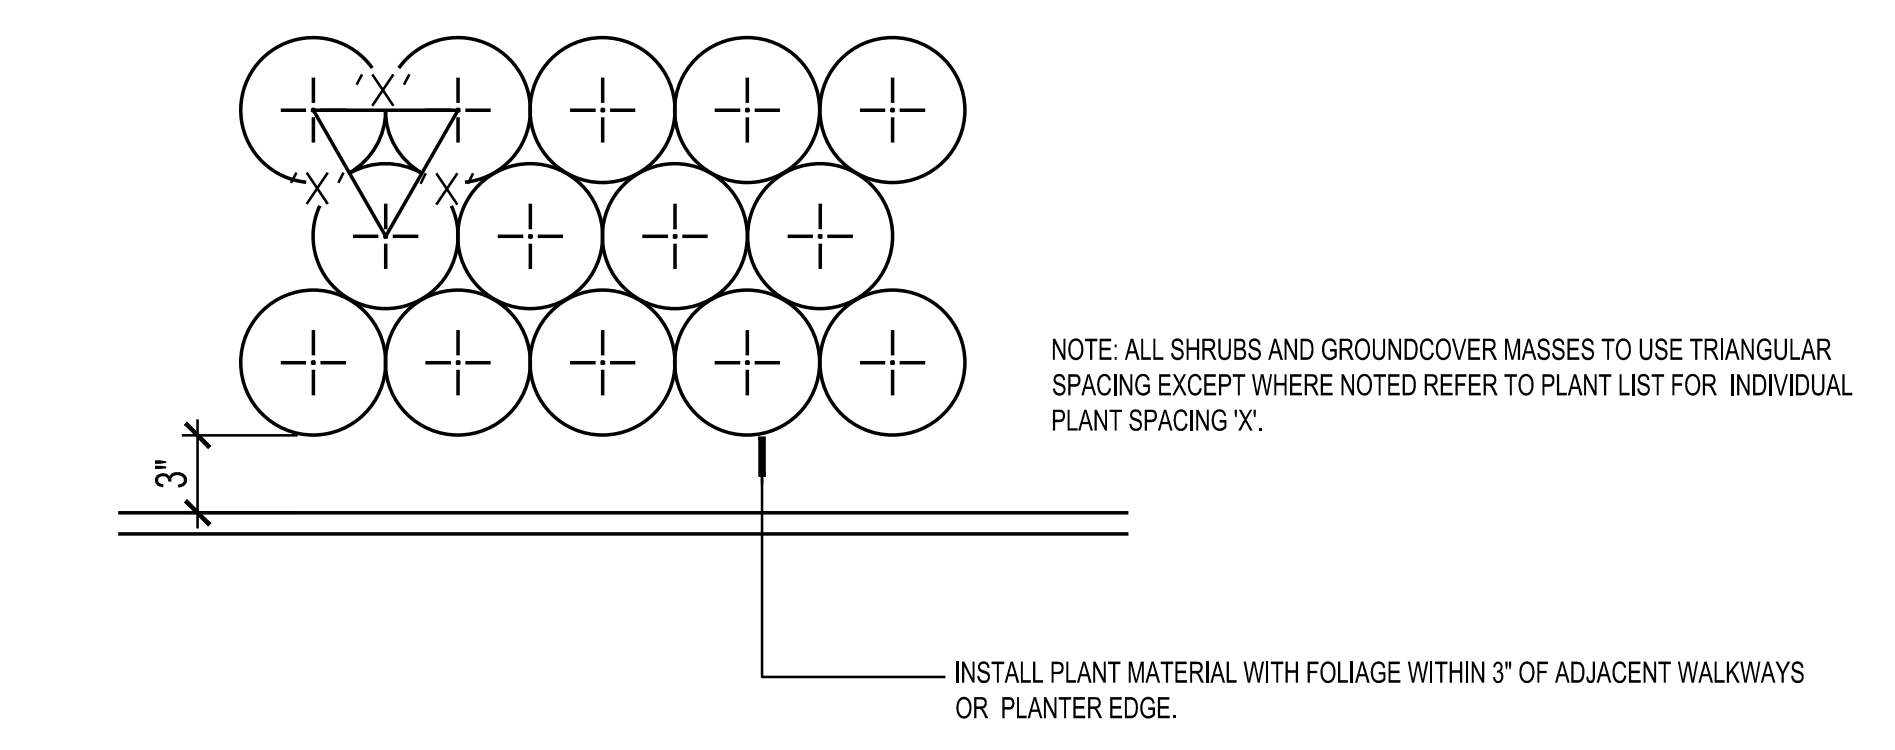 'X'
'X' 'X'
NOTE: ALL SHRUBS AND GROUNDCOVER MASSES TO USE TRIANGULAR
SPACING EXCEPT WHERE NOTED REFER TO PLANT LIST FOR INDIVIDUAL
PLANT SPACING 'X'.
3"
INSTALL PLANT MATERIAL WITH FOLIAGE WITHIN 3" OF ADJACENT WALKWAYS
OR PLANTER EDGE.